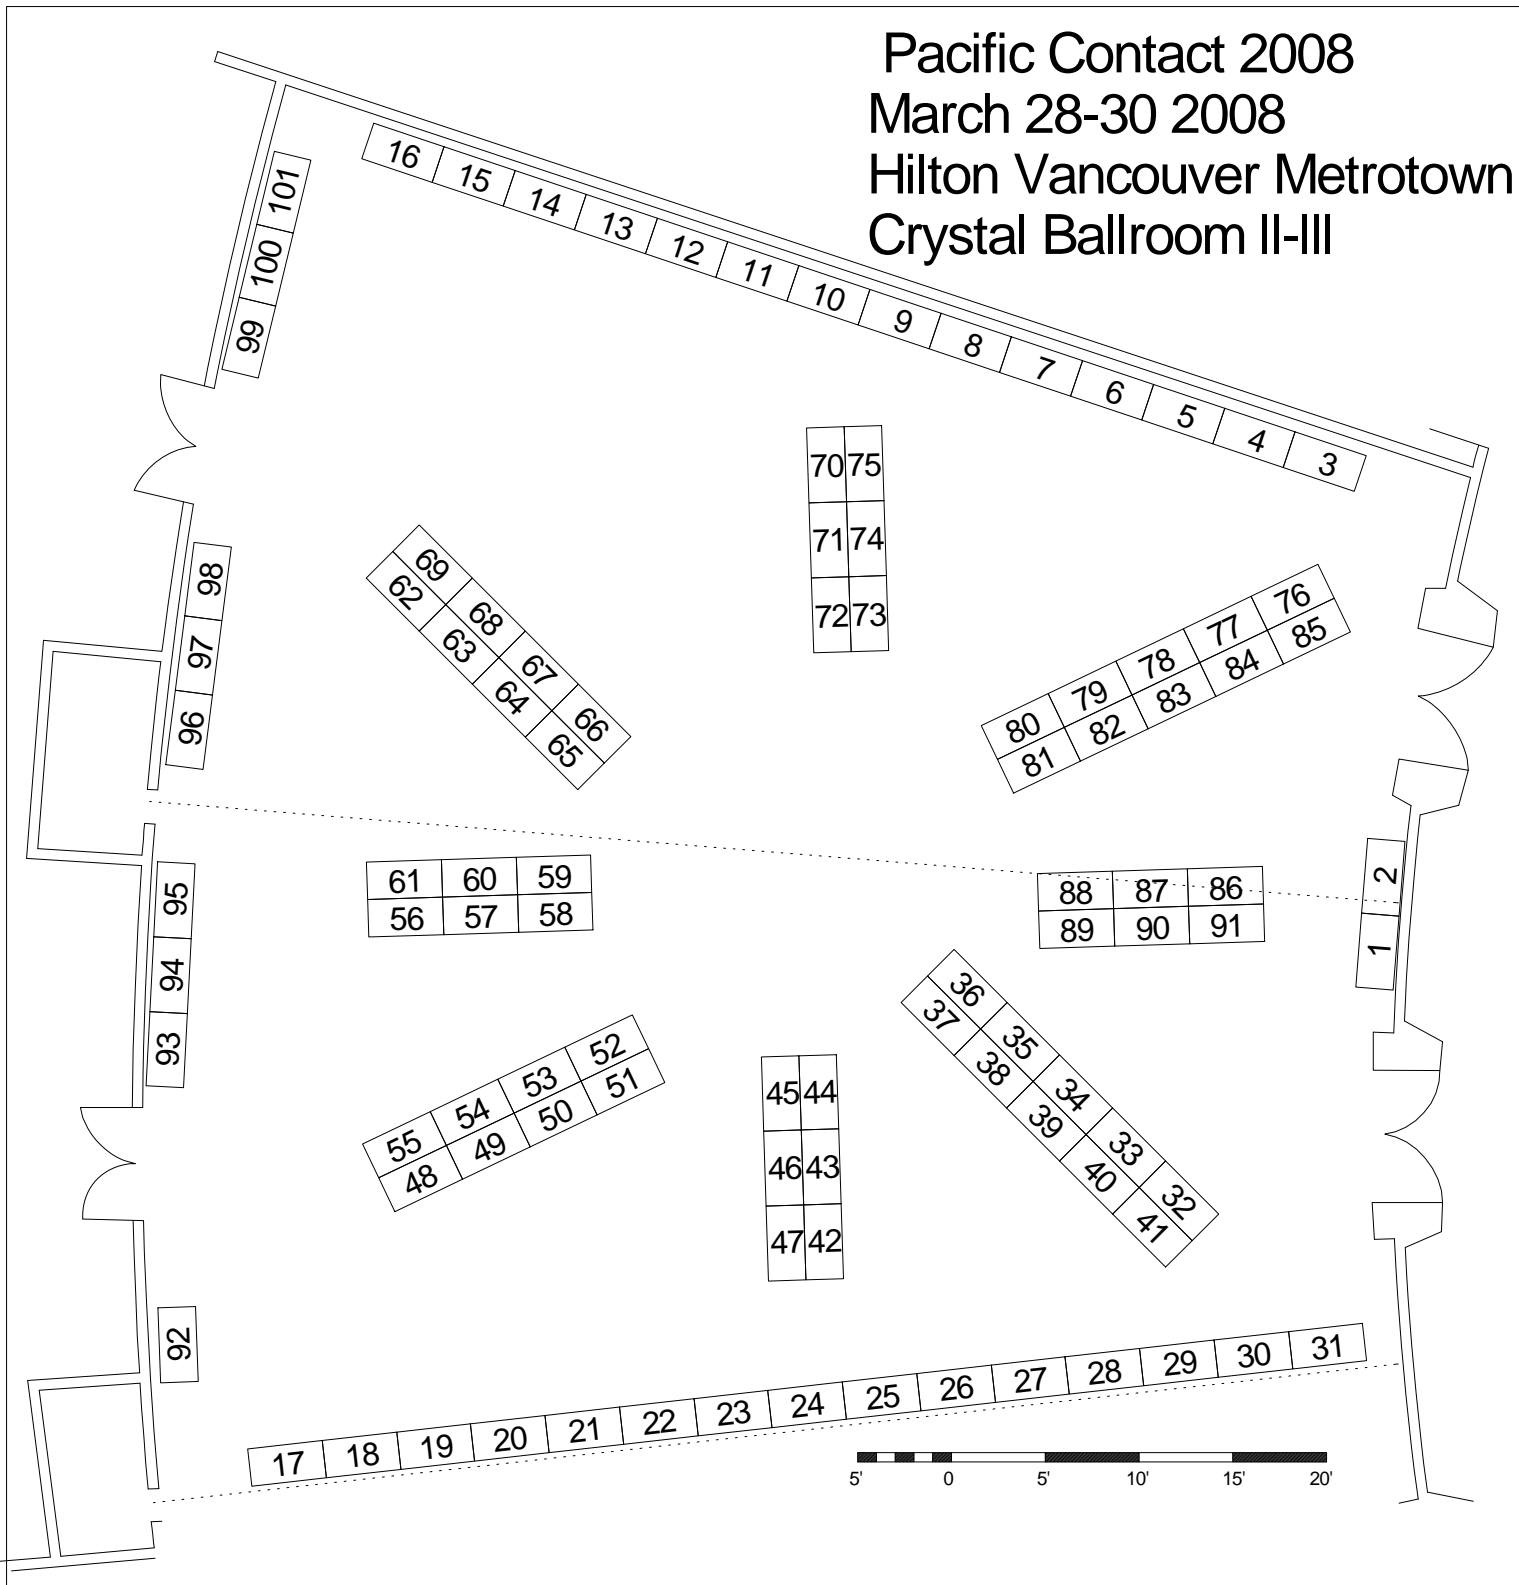 Pacific Contact 2008
March 28-30 2008
Hilton Vancouver Metrotown
Crystal Ballroom II-III
16 15 14 13 12 11 10 9 8 7 6 5 4 3
101
100
99
70 75
71 74
72 73
69 68 67 66
62 63 64 65
98
97
96
80 79 78 77 76
81 82 83 84 85
61 60 59
56 57 58
88 87 86
89 90 91
2
1
95
94
93
36 35 34 33 32
37 38 39 40 41
55 54 53 52
48 49 50 51
45 44
46 43
47 42
92
17 18 19 20 21 22 23 24 25 26 27 28 29 30 31
5' 0 5' 10' 15' 20'